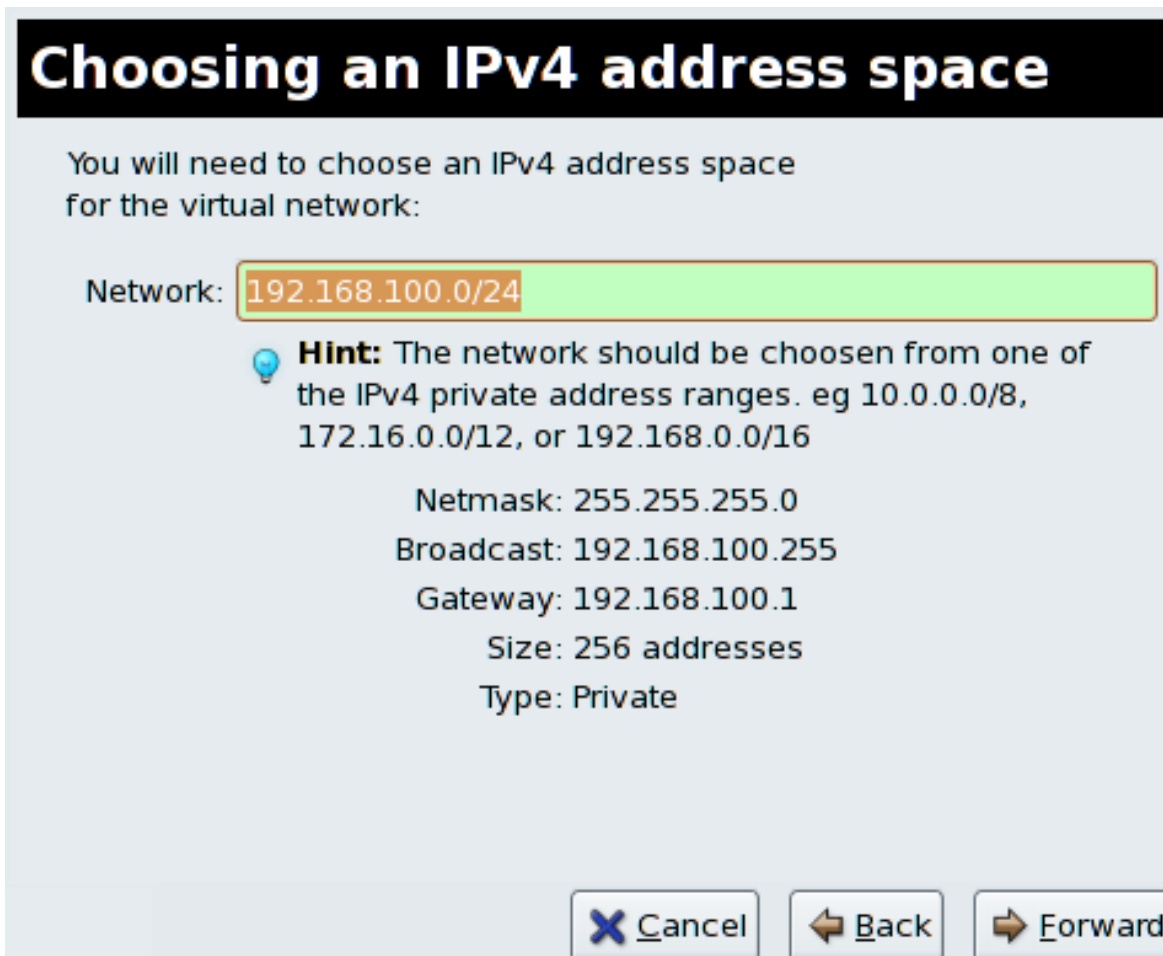 Choosing an IPv4 address space
You will need to choose an IPv4 address space
for the virtual network:
Network: 192.168.100.0/24
Hint: The network should be choosen from one of
the IPv4 private address ranges. eg 10.0.0.0/8,
172.16.0.0/12, or 192.168.0.0/16
Netmask: 255.255.255.0
Broadcast: 192.168.100.255
Gateway: 192.168.100.1
Size: 256 addresses
Type: Private
Cancel Back Forward